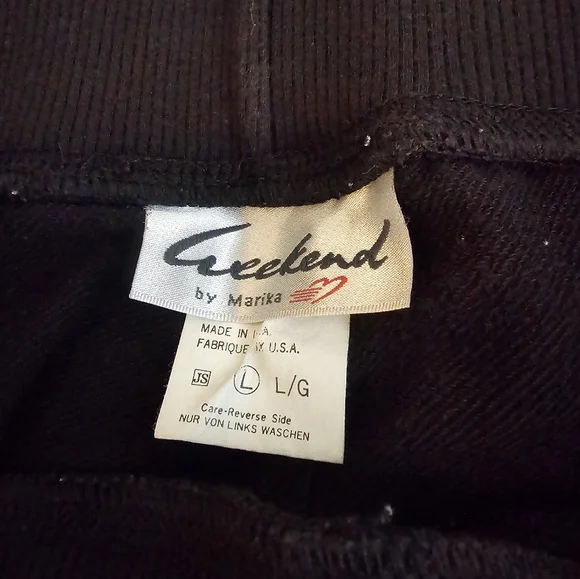 Weekend
by Marika
MADE IN
FABRIQUE U.S.A.
JS L L/G
Care-Reverse Side
NUR VON LINKS WASCHEN